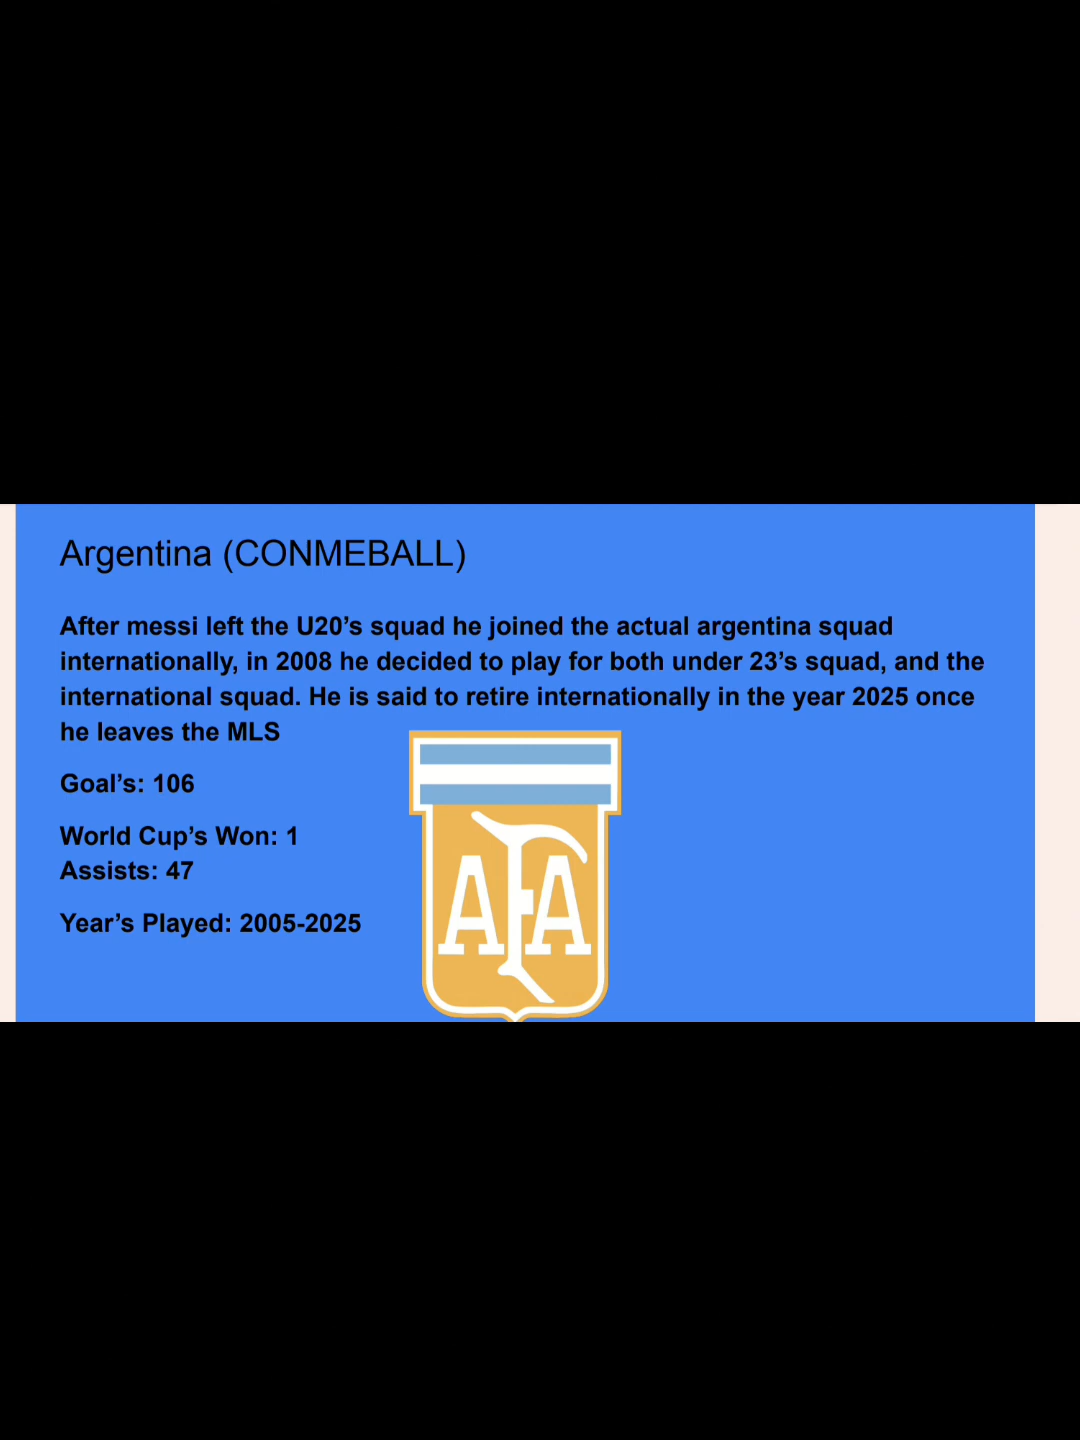 Argentina (CONMEBALL)
After messi left the U20’s squad he joined the actual argentina squad
internationally, in 2008 he decided to play for both under 23’s squad, and the
international squad. He is said to retire internationally in the year 2025 once
he leaves the MLS
Goal’s: 106
World Cup’s Won: 1
Assists: 47
Year’s Played: 2005-2025
AFA